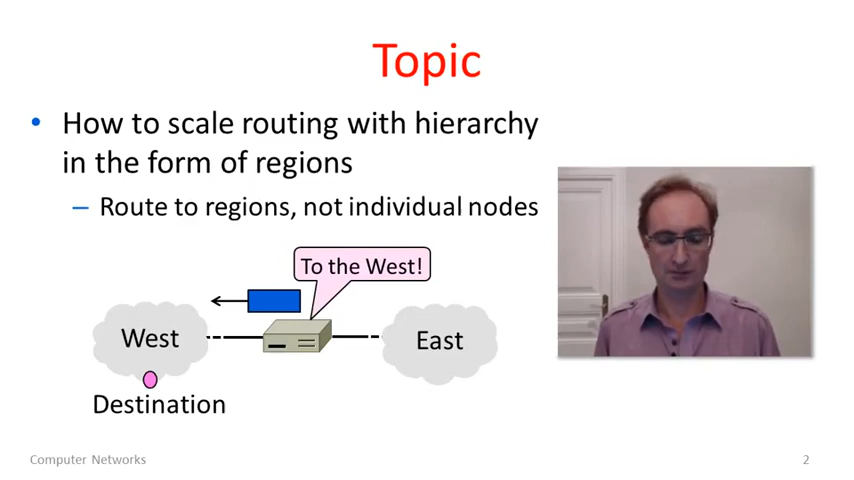 Topic
• How to scale routing with hierarchy
in the form of regions
– Route to regions, not individual nodes
To the West!
West
East
Destination
Computer Networks
2